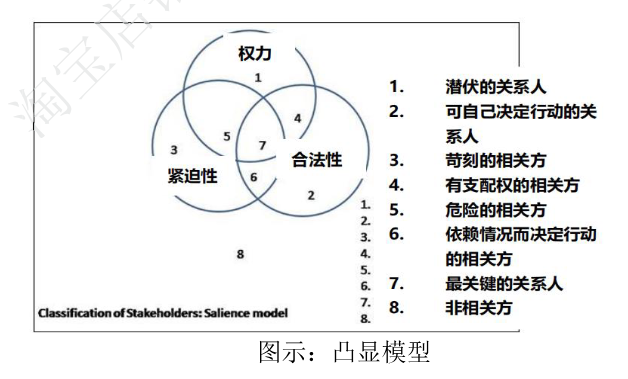 淘宝店
权力
1
4
5
7
3
合法性
紧迫性
6
2
8
1. 潜伏的关系人
2. 可自己决定行动的关
系人
3. 苛刻的相关方
4. 有支配权的相关方
5. 危险的相关方
6. 依赖情况而决定行动
的相关方
7. 最关键的关系人
8. 非相关方
1.
2.
3.
4.
5.
6.
7.
8.
Classification of Stakeholders: Salience model
图示：凸显模型